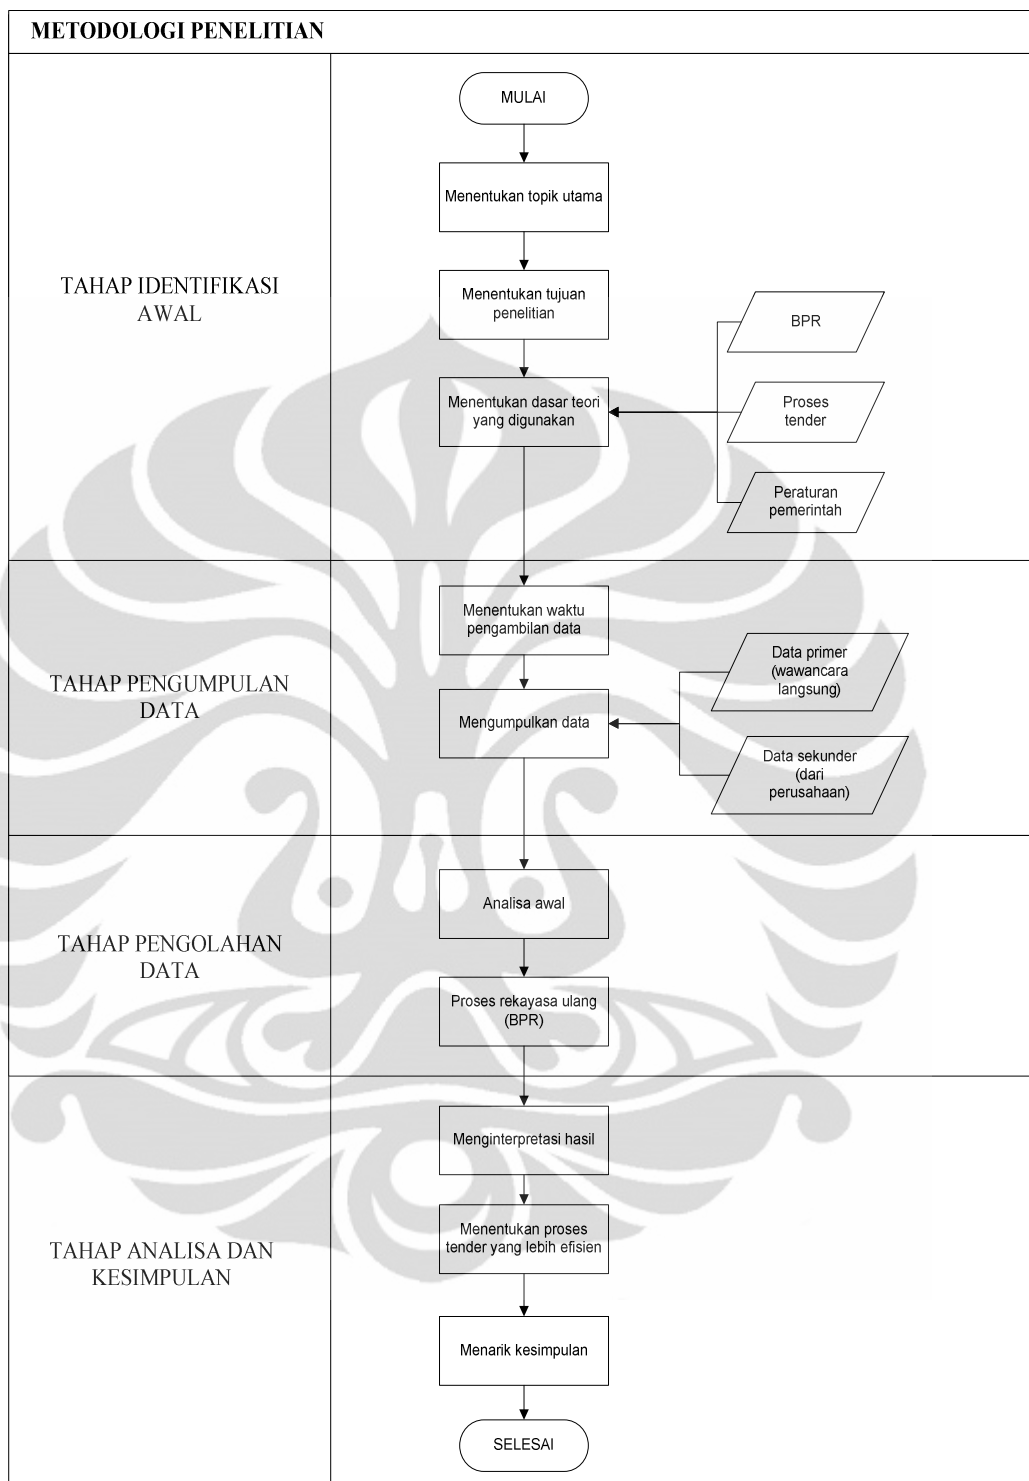 METODOLOGI PENELITIAN
TAHAP IDENTIFIKASI
AWAL
MULAI
Menentukan topik utama
Menentukan tujuan
penelitian
Menentukan dasar teori
yang digunakan
BPR
Proses
tender
Peraturan
pemerintah
TAHAP PENGUMPULAN
DATA
Menentukan waktu
pengambilan data
Mengumpulkan data
Data primer
(wawancara
langsung)
Data sekunder
(dari
perusahaan)
TAHAP PENGOLAHAN
DATA
Analisa awal
Proses rekayasa ulang
(BPR)
TAHAP ANALISA DAN
KESIMPULAN
Menginterpretasi hasil
Menentukan proses
tender yang lebih efisien
Menarik kesimpulan
SELESAI